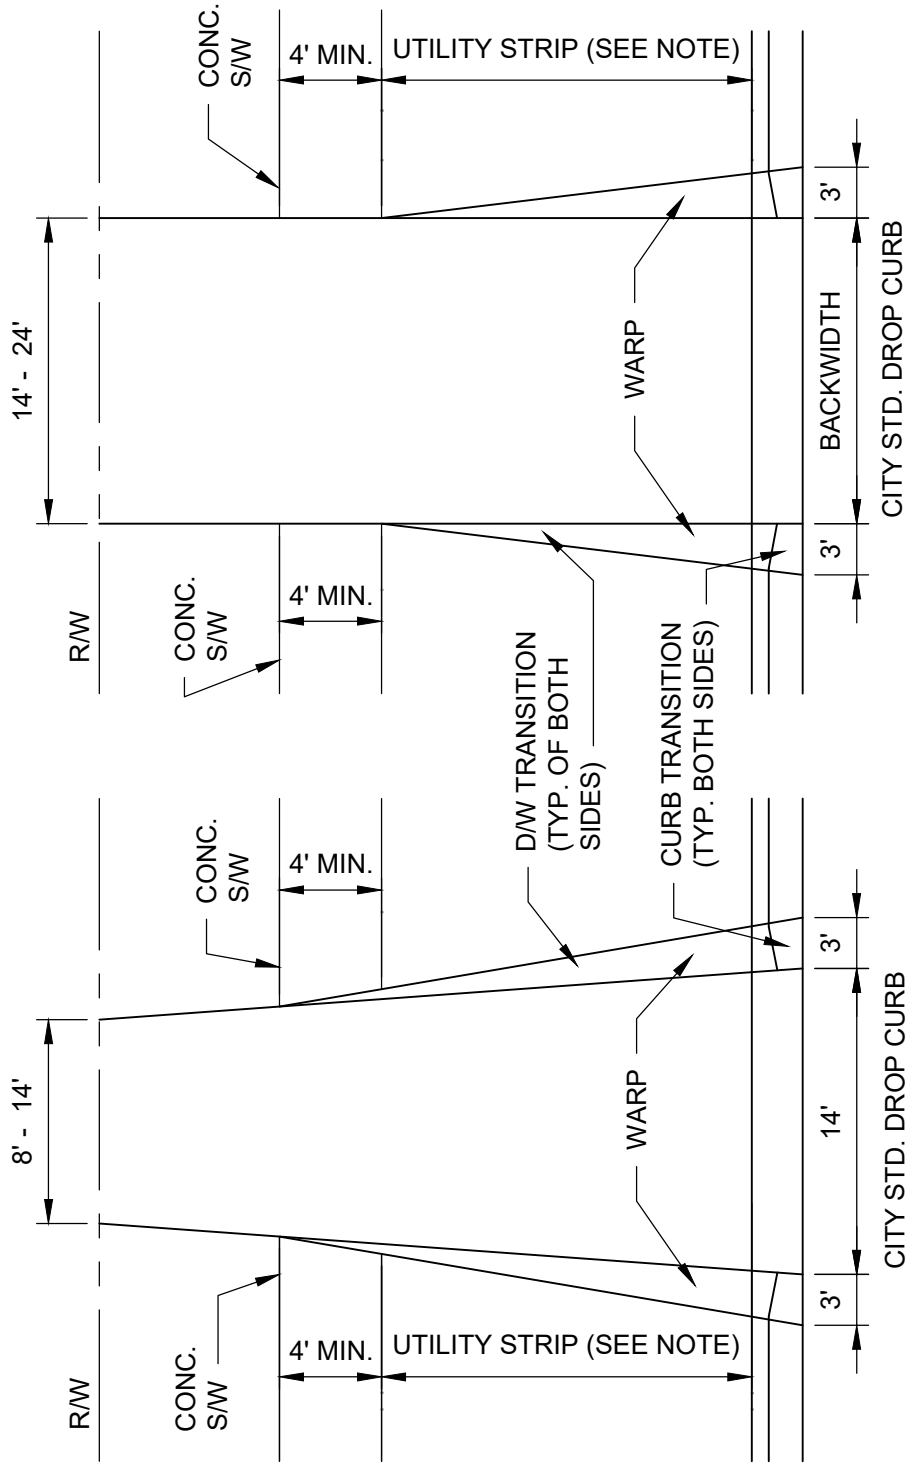 R/W
8' - 14'
CONC.
S/W
CONC.
S/W
4' MIN.
4' MIN.
UTILITY STRIP (SEE NOTE)
WARP
D/W TRANSITION
(TYP. OF BOTH
SIDES)
CURB TRANSITION
(TYP. BOTH SIDES)
3'
14'
3'
CITY STD. DROP CURB
R/W
14' - 24'
CONC.
S/W
CONC.
S/W
4' MIN.
4' MIN.
UTILITY STRIP (SEE NOTE)
WARP
3'
BACKWIDTH
3'
CITY STD. DROP CURB